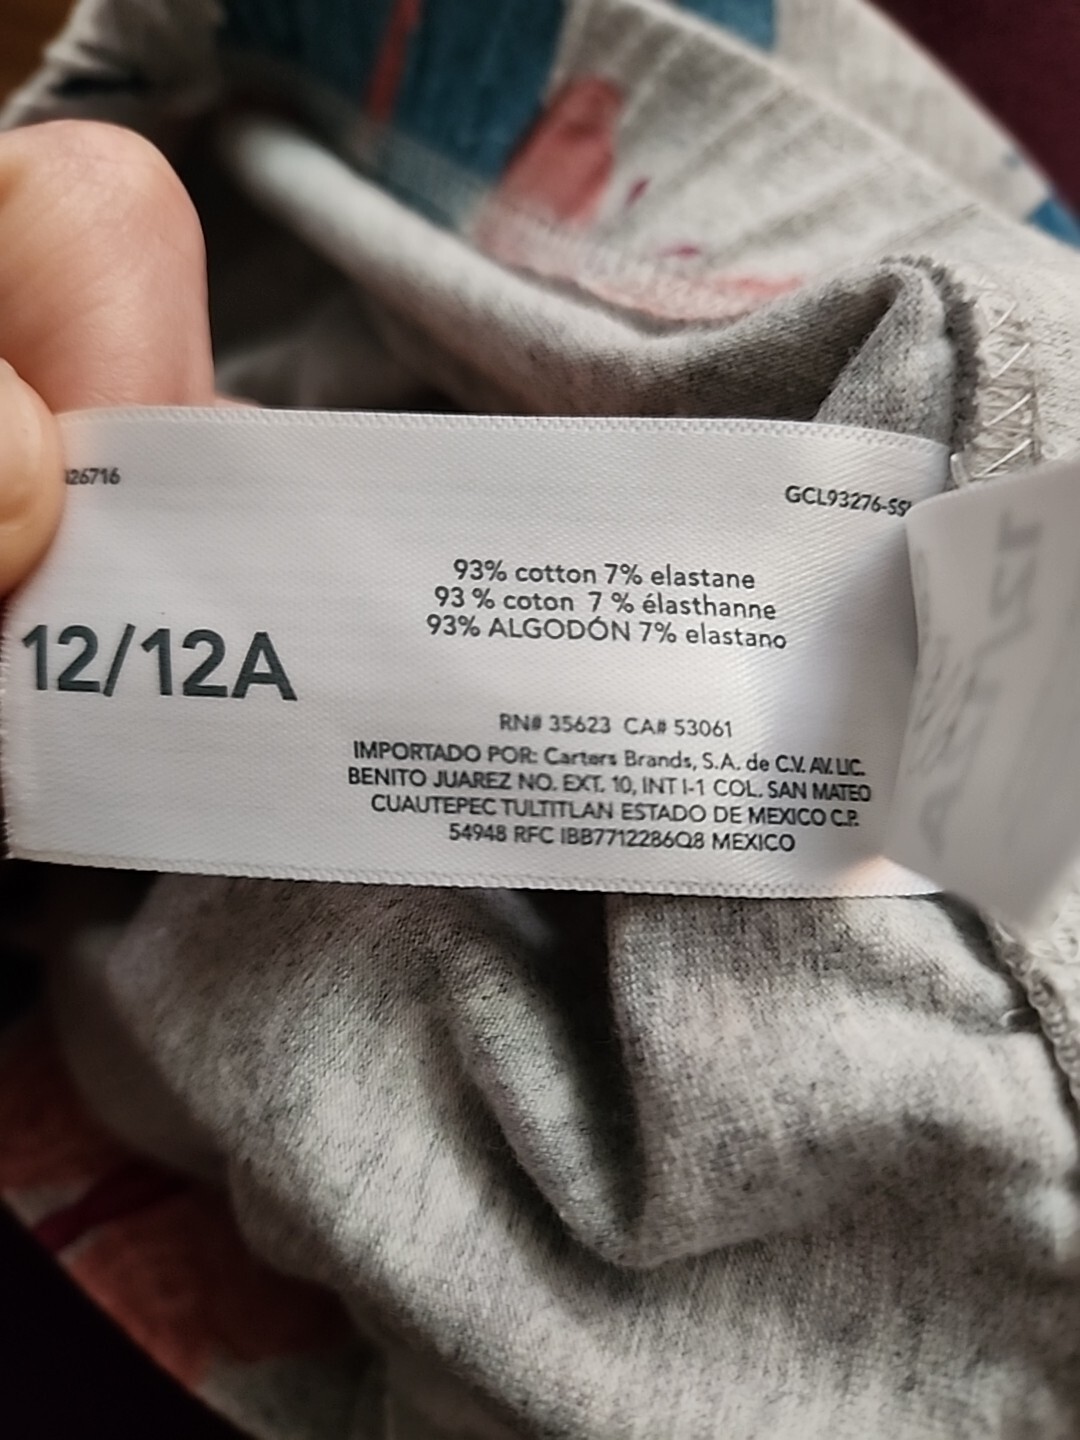 26716
GCL93276-SS
93% cotton 7% elastane
93 % coton 7 % élasthanne
93% ALGODÓN 7% elastano
12/12A
RN# 35623 CA# 53061
IMPORTADO POR: Carters Brands, S.A. de C.V. AV. LIC.
BENITO JUAREZ NO. EXT. 10, INT I-1 COL. SAN MATEO
CUAUTEPEC TULTITLAN ESTADO DE MEXICO C.P.
54948 RFC IBB7712286Q8 MEXICO